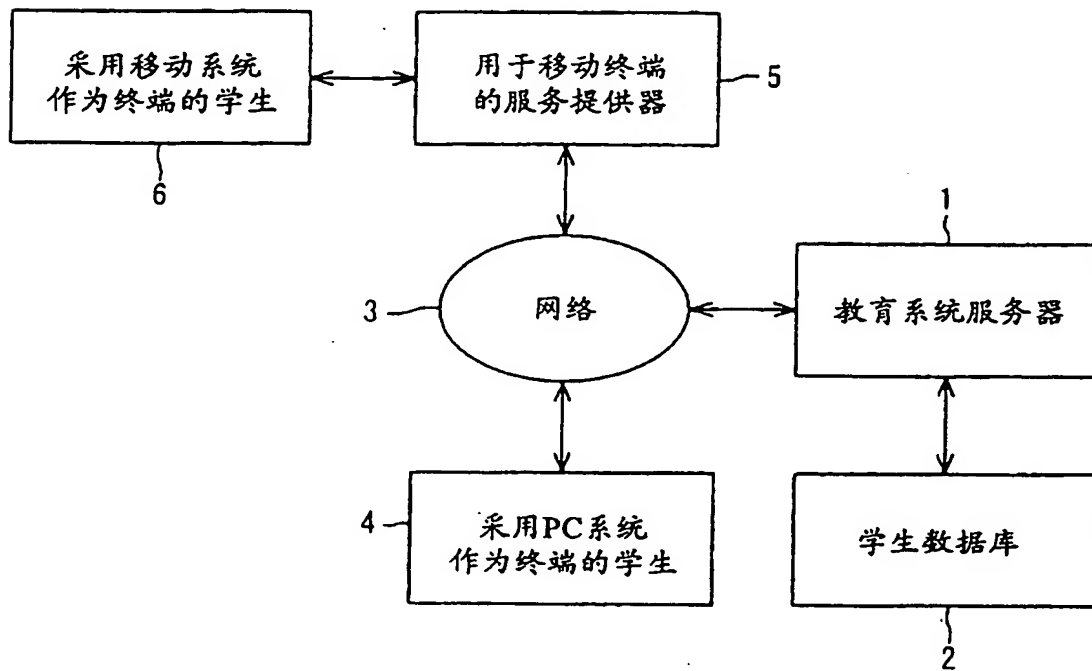 采用移动系统
作为终端的学生
6
用于移动终端
的服务提供器
5
1
教育系统服务器
3
网络
4
采用PC系统
作为终端的学生
学生数据库
2